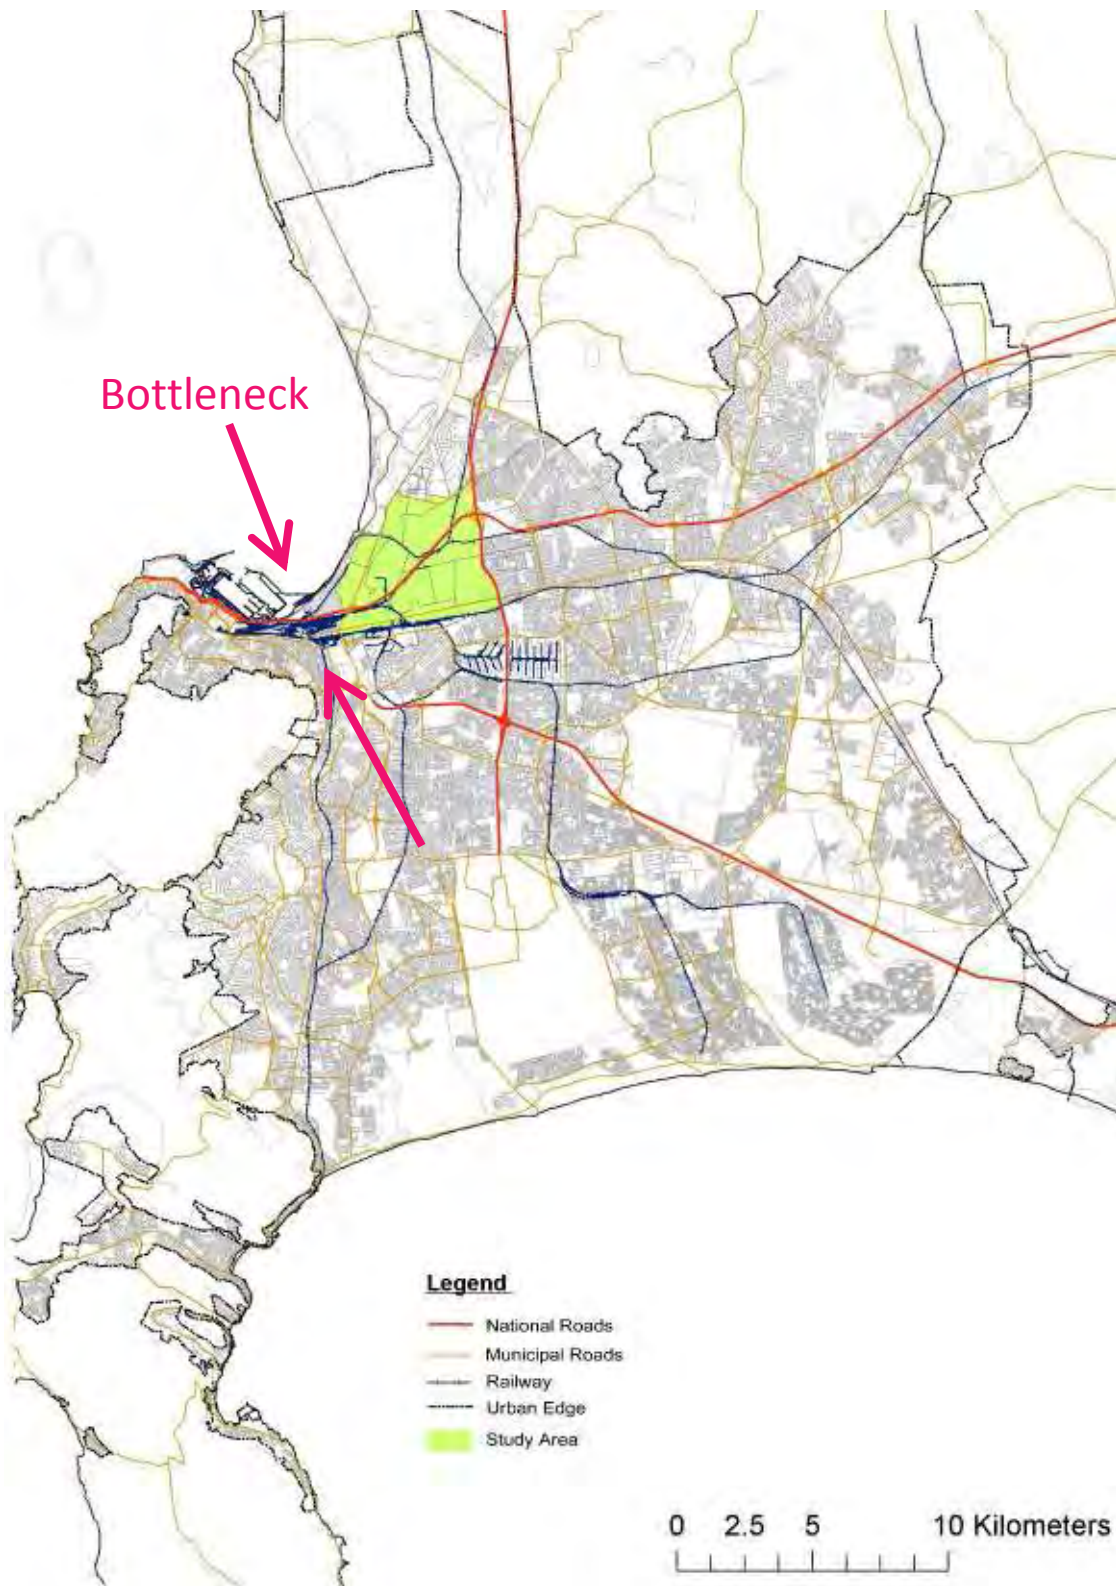 Bottleneck
Legend
National Roads
Municipal Roads
Railway
Urban Edge
Study Area
0 2.5 5 10 Kilometers